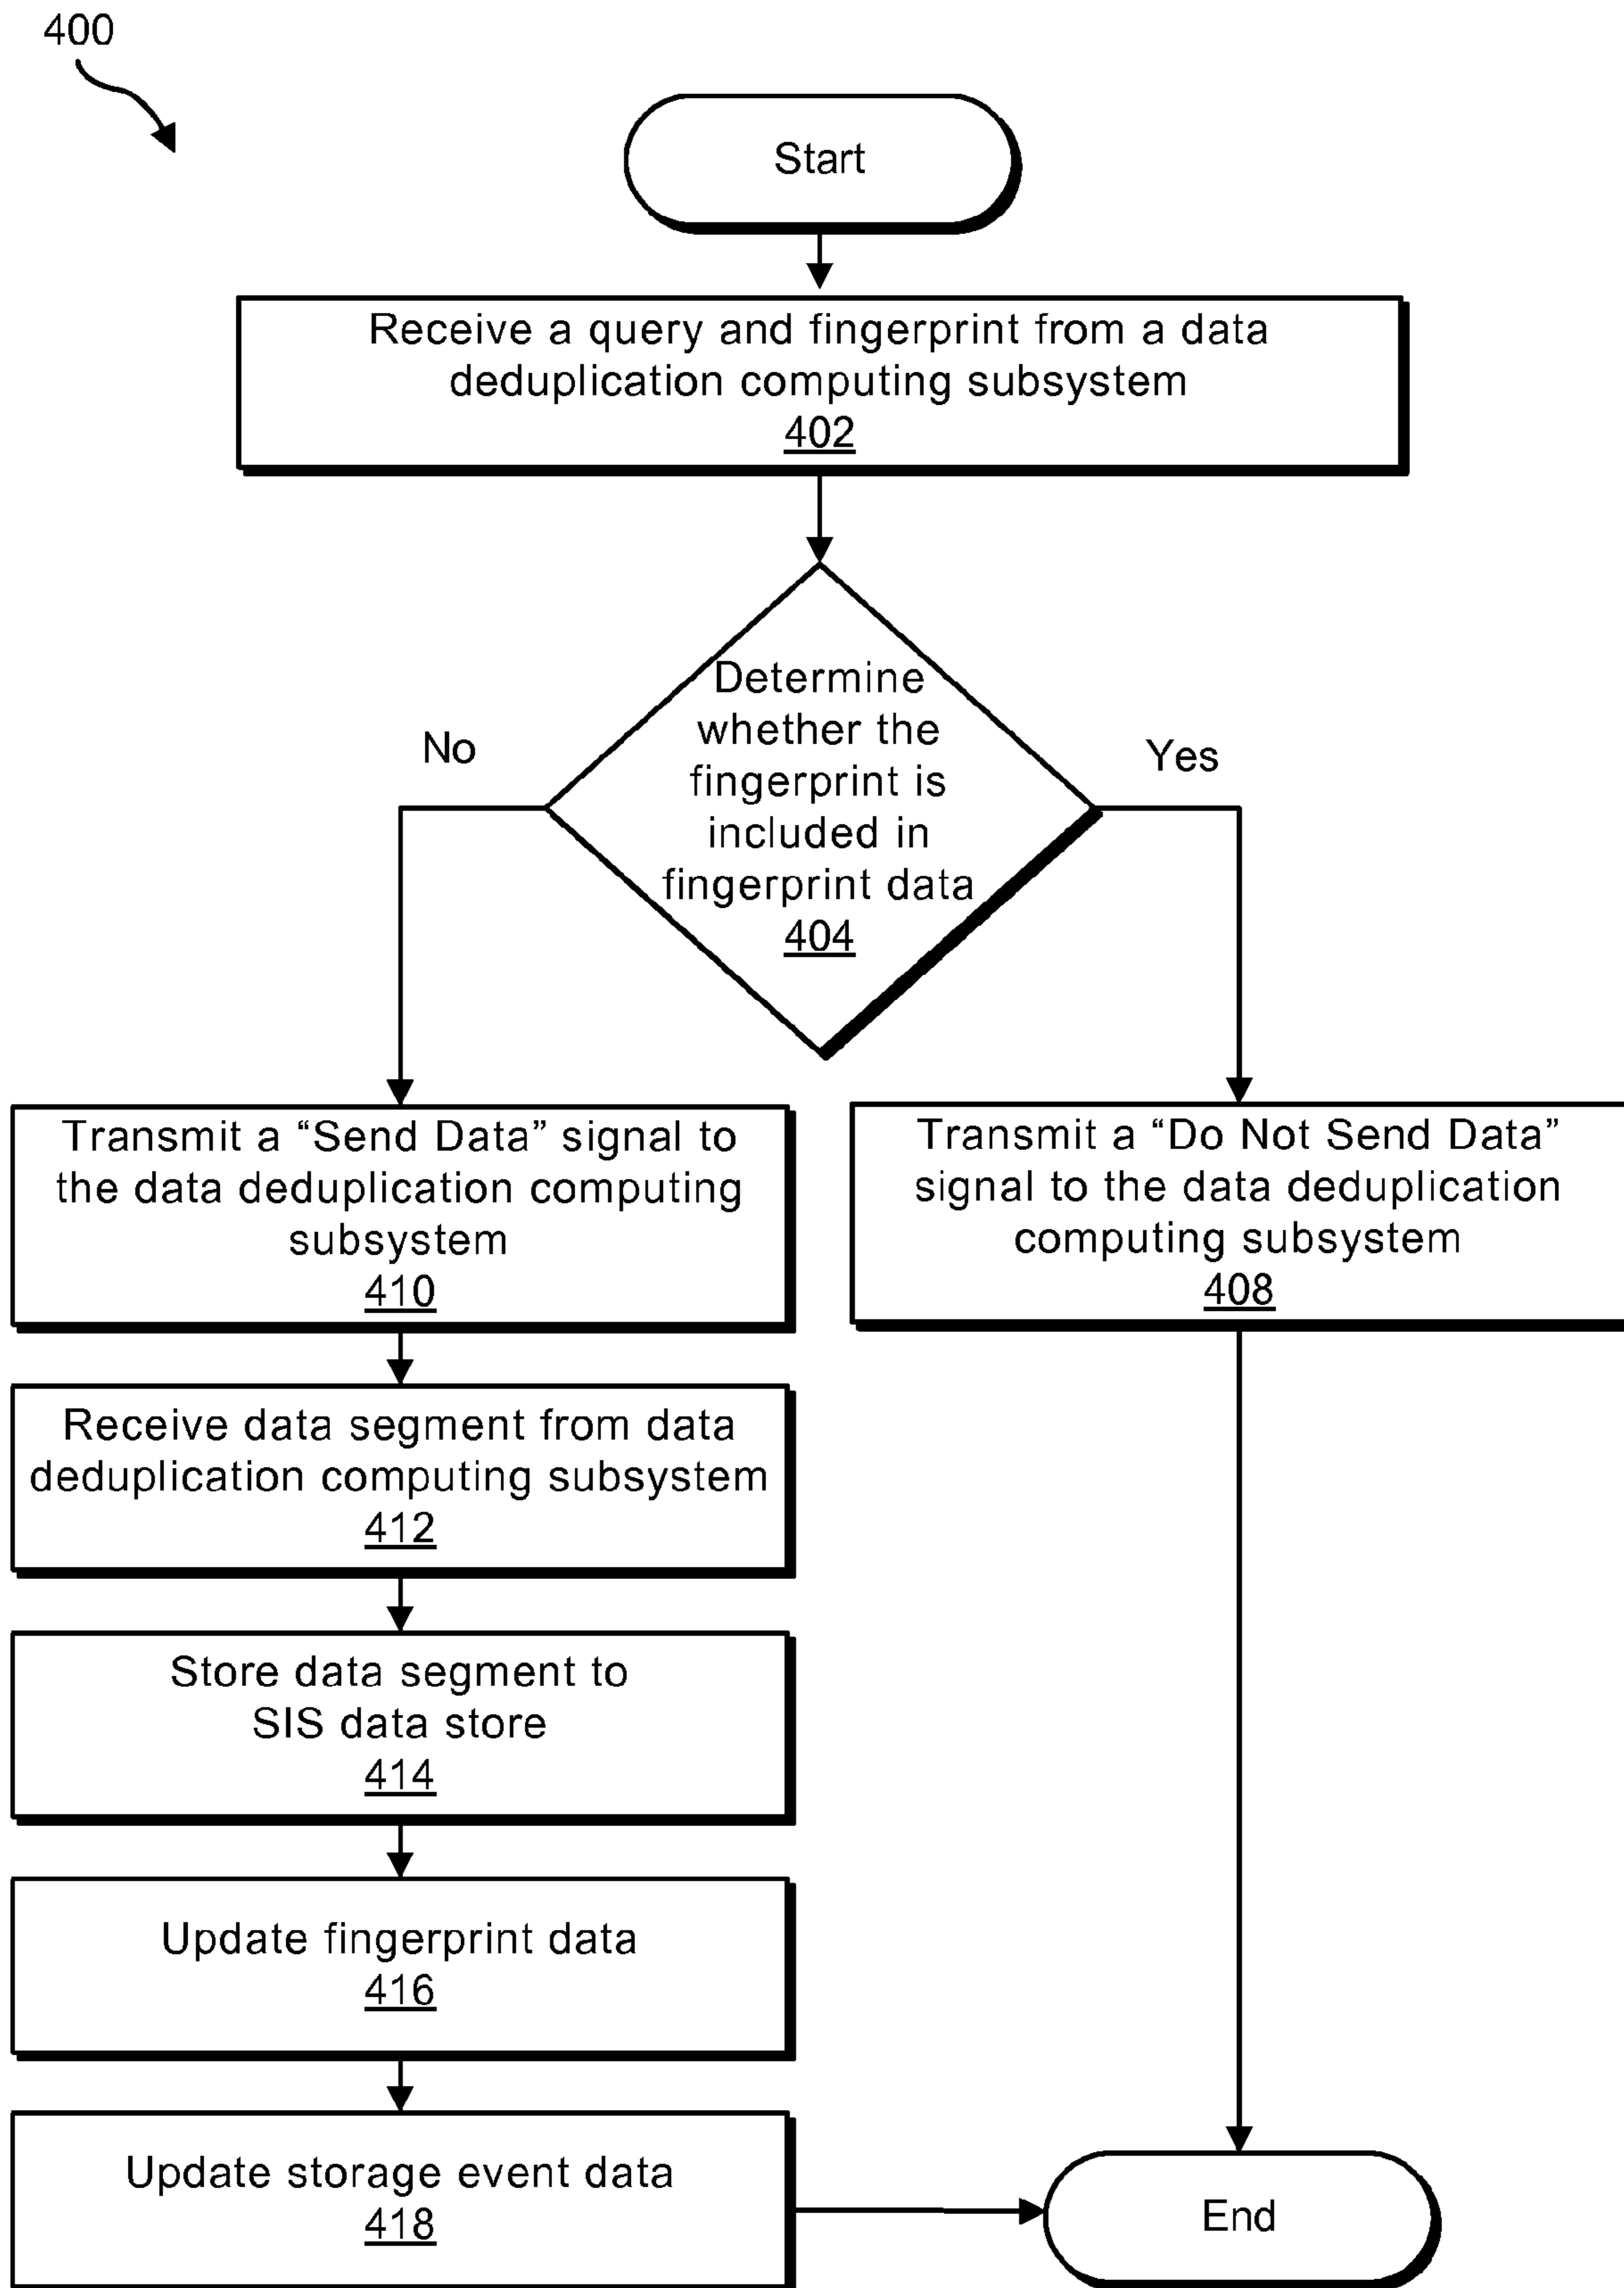 400
Start
Receive a query and fingerprint from a data
deduplication computing subsystem
402
Determine
whether the
fingerprint is
included in
fingerprint data
404
No
Yes
Transmit a “Send Data” signal to
the data deduplication computing
subsystem
410
Transmit a “Do Not Send Data”
signal to the data deduplication
computing subsystem
408
Receive data segment from data
deduplication computing subsystem
412
Store data segment to
SIS data store
414
Update fingerprint data
416
Update storage event data
418
End